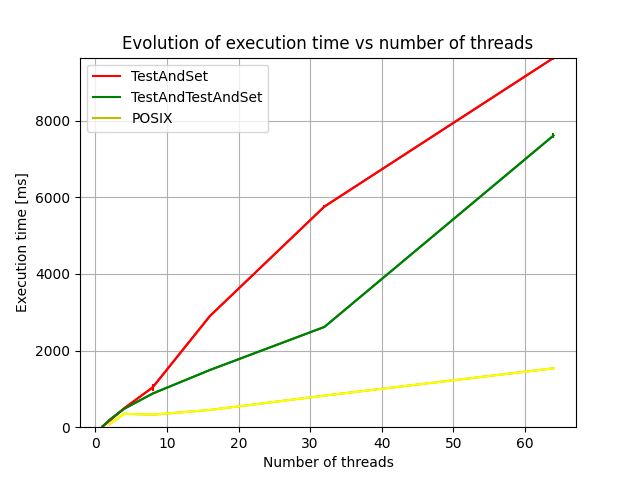 Evolution of execution time vs number of threads
TestAndSet
TestAndTestAndSet
POSIX
8000
6000
4000
2000
0
Execution time [ms]
0 10 20 30 40 50 60
Number of threads